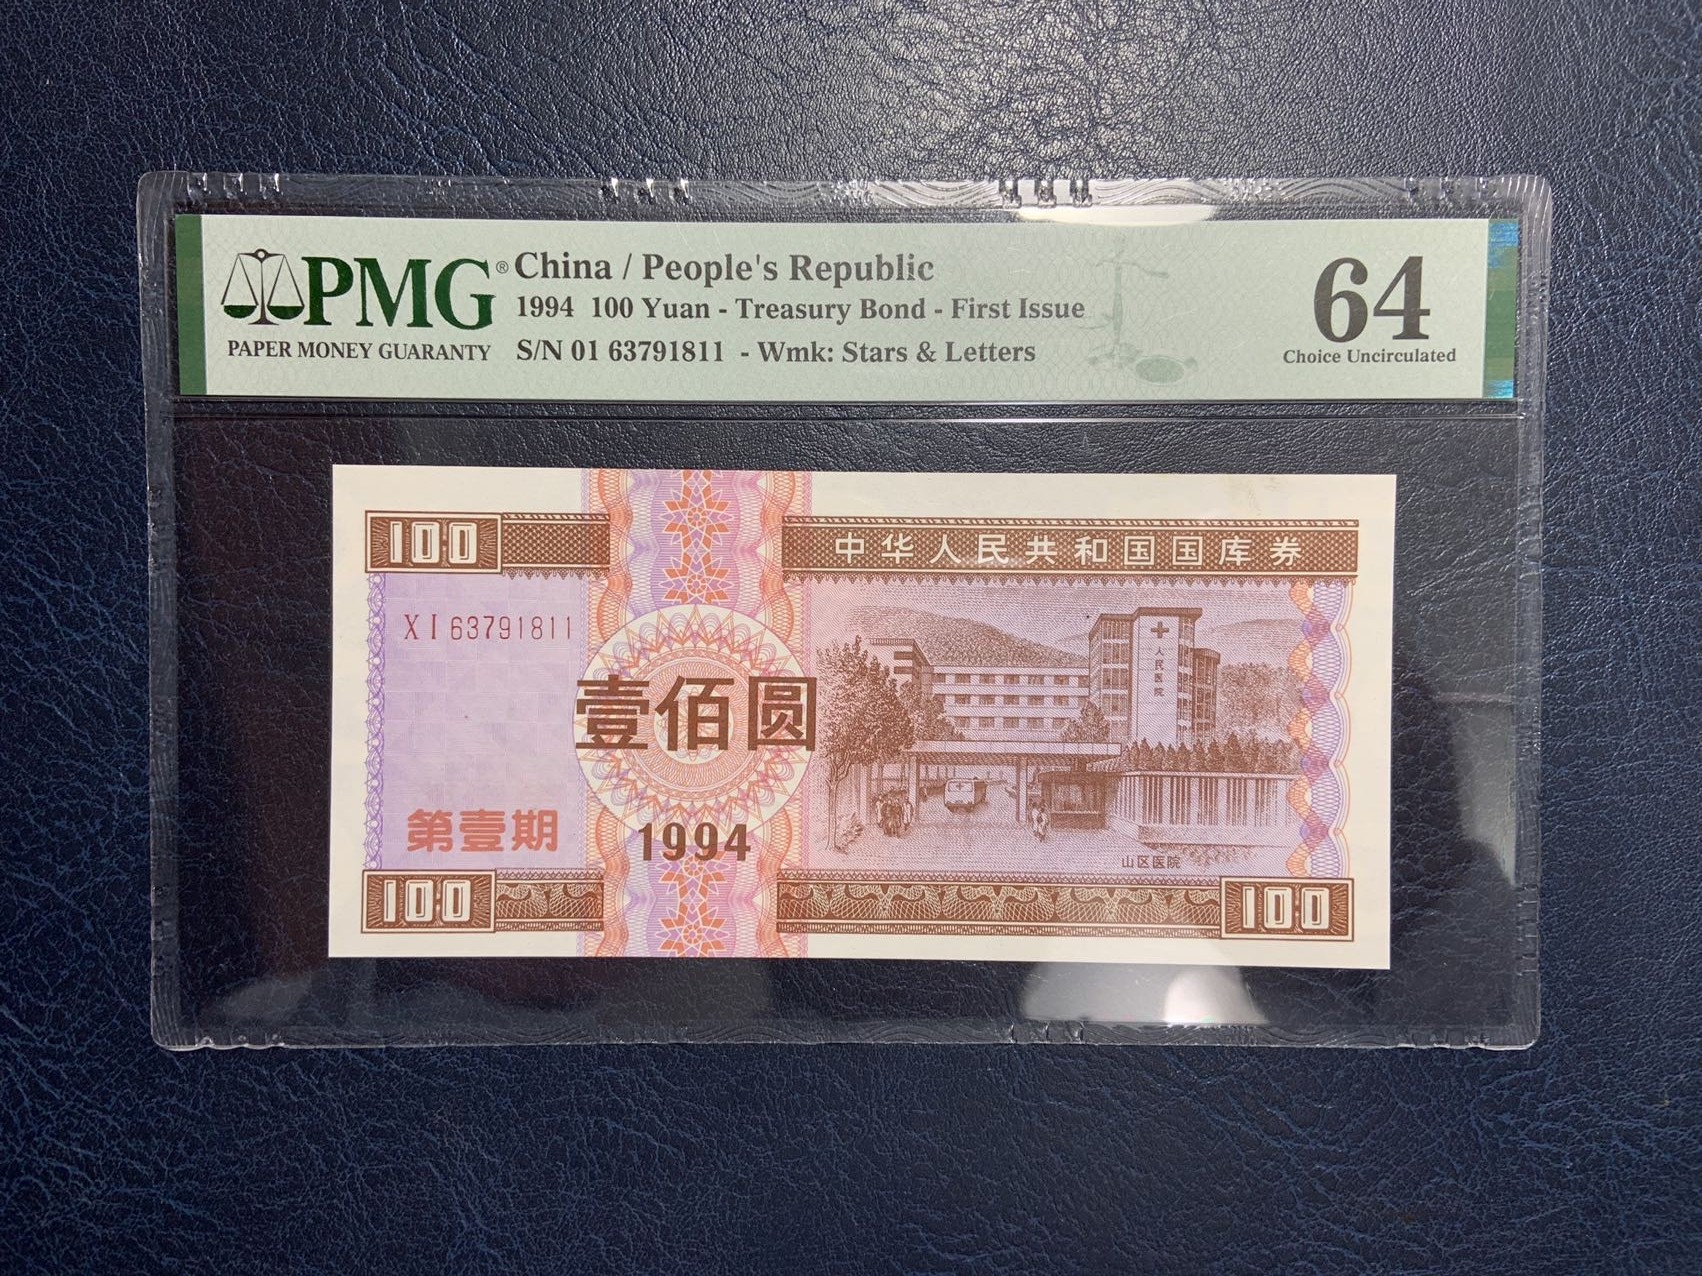 PMG® China / People's Republic
1994 100 Yuan - Treasury Bond - First Issue
PAPER MONEY GUARANTY S/N 01 63791811 - Wmk: Stars & Letters
64
Choice Uncirculated
100
中华人民共和国国库券
XI 63791811
人民医院
壹佰圆
第壹期
1994
山区医院
100
100